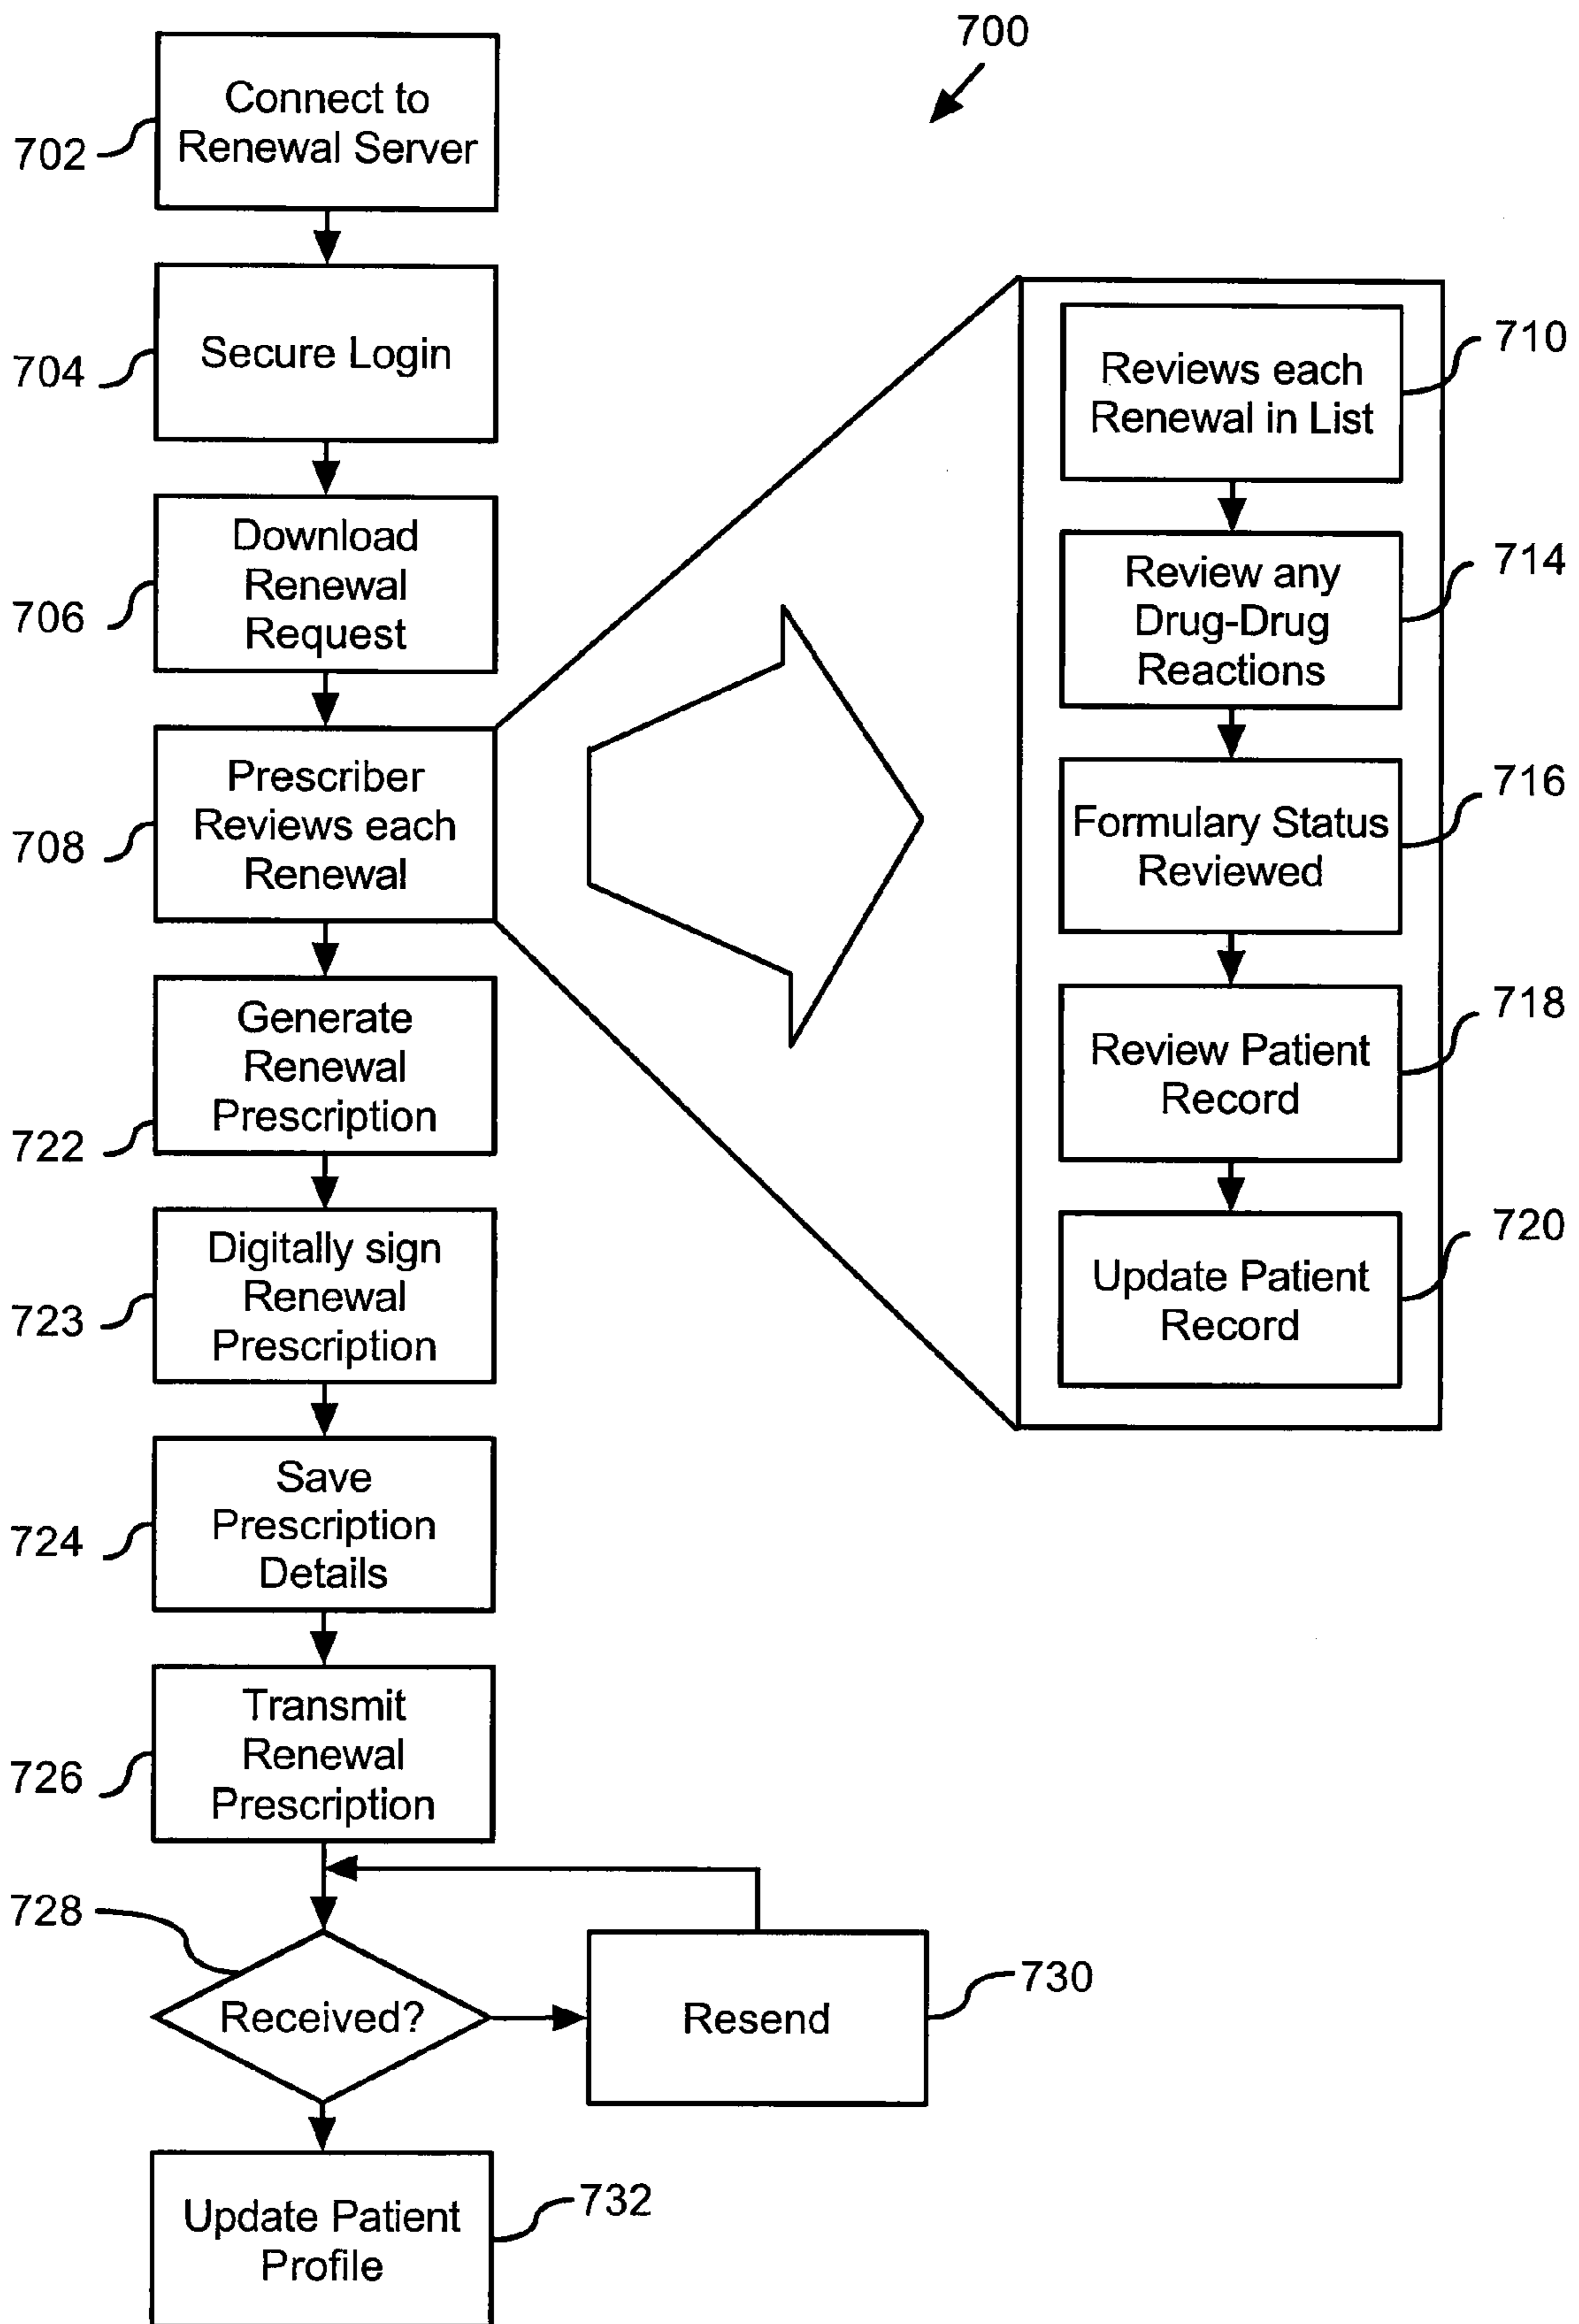 700
Connect to
Renewal Server
702
Secure Login
704
Download
Renewal
Request
706
Prescriber
Reviews each
Renewal
708
Reviews each
Renewal in List
710
Review any
Drug-Drug
Reactions
714
Formulary Status
Reviewed
716
Review Patient
Record
718
Update Patient
Record
720
Generate
Renewal
Prescription
722
Digitally sign
Renewal
Prescription
723
Save
Prescription
Details
724
Transmit
Renewal
Prescription
726
728
Received?
Resend
730
Update Patient
Profile
732